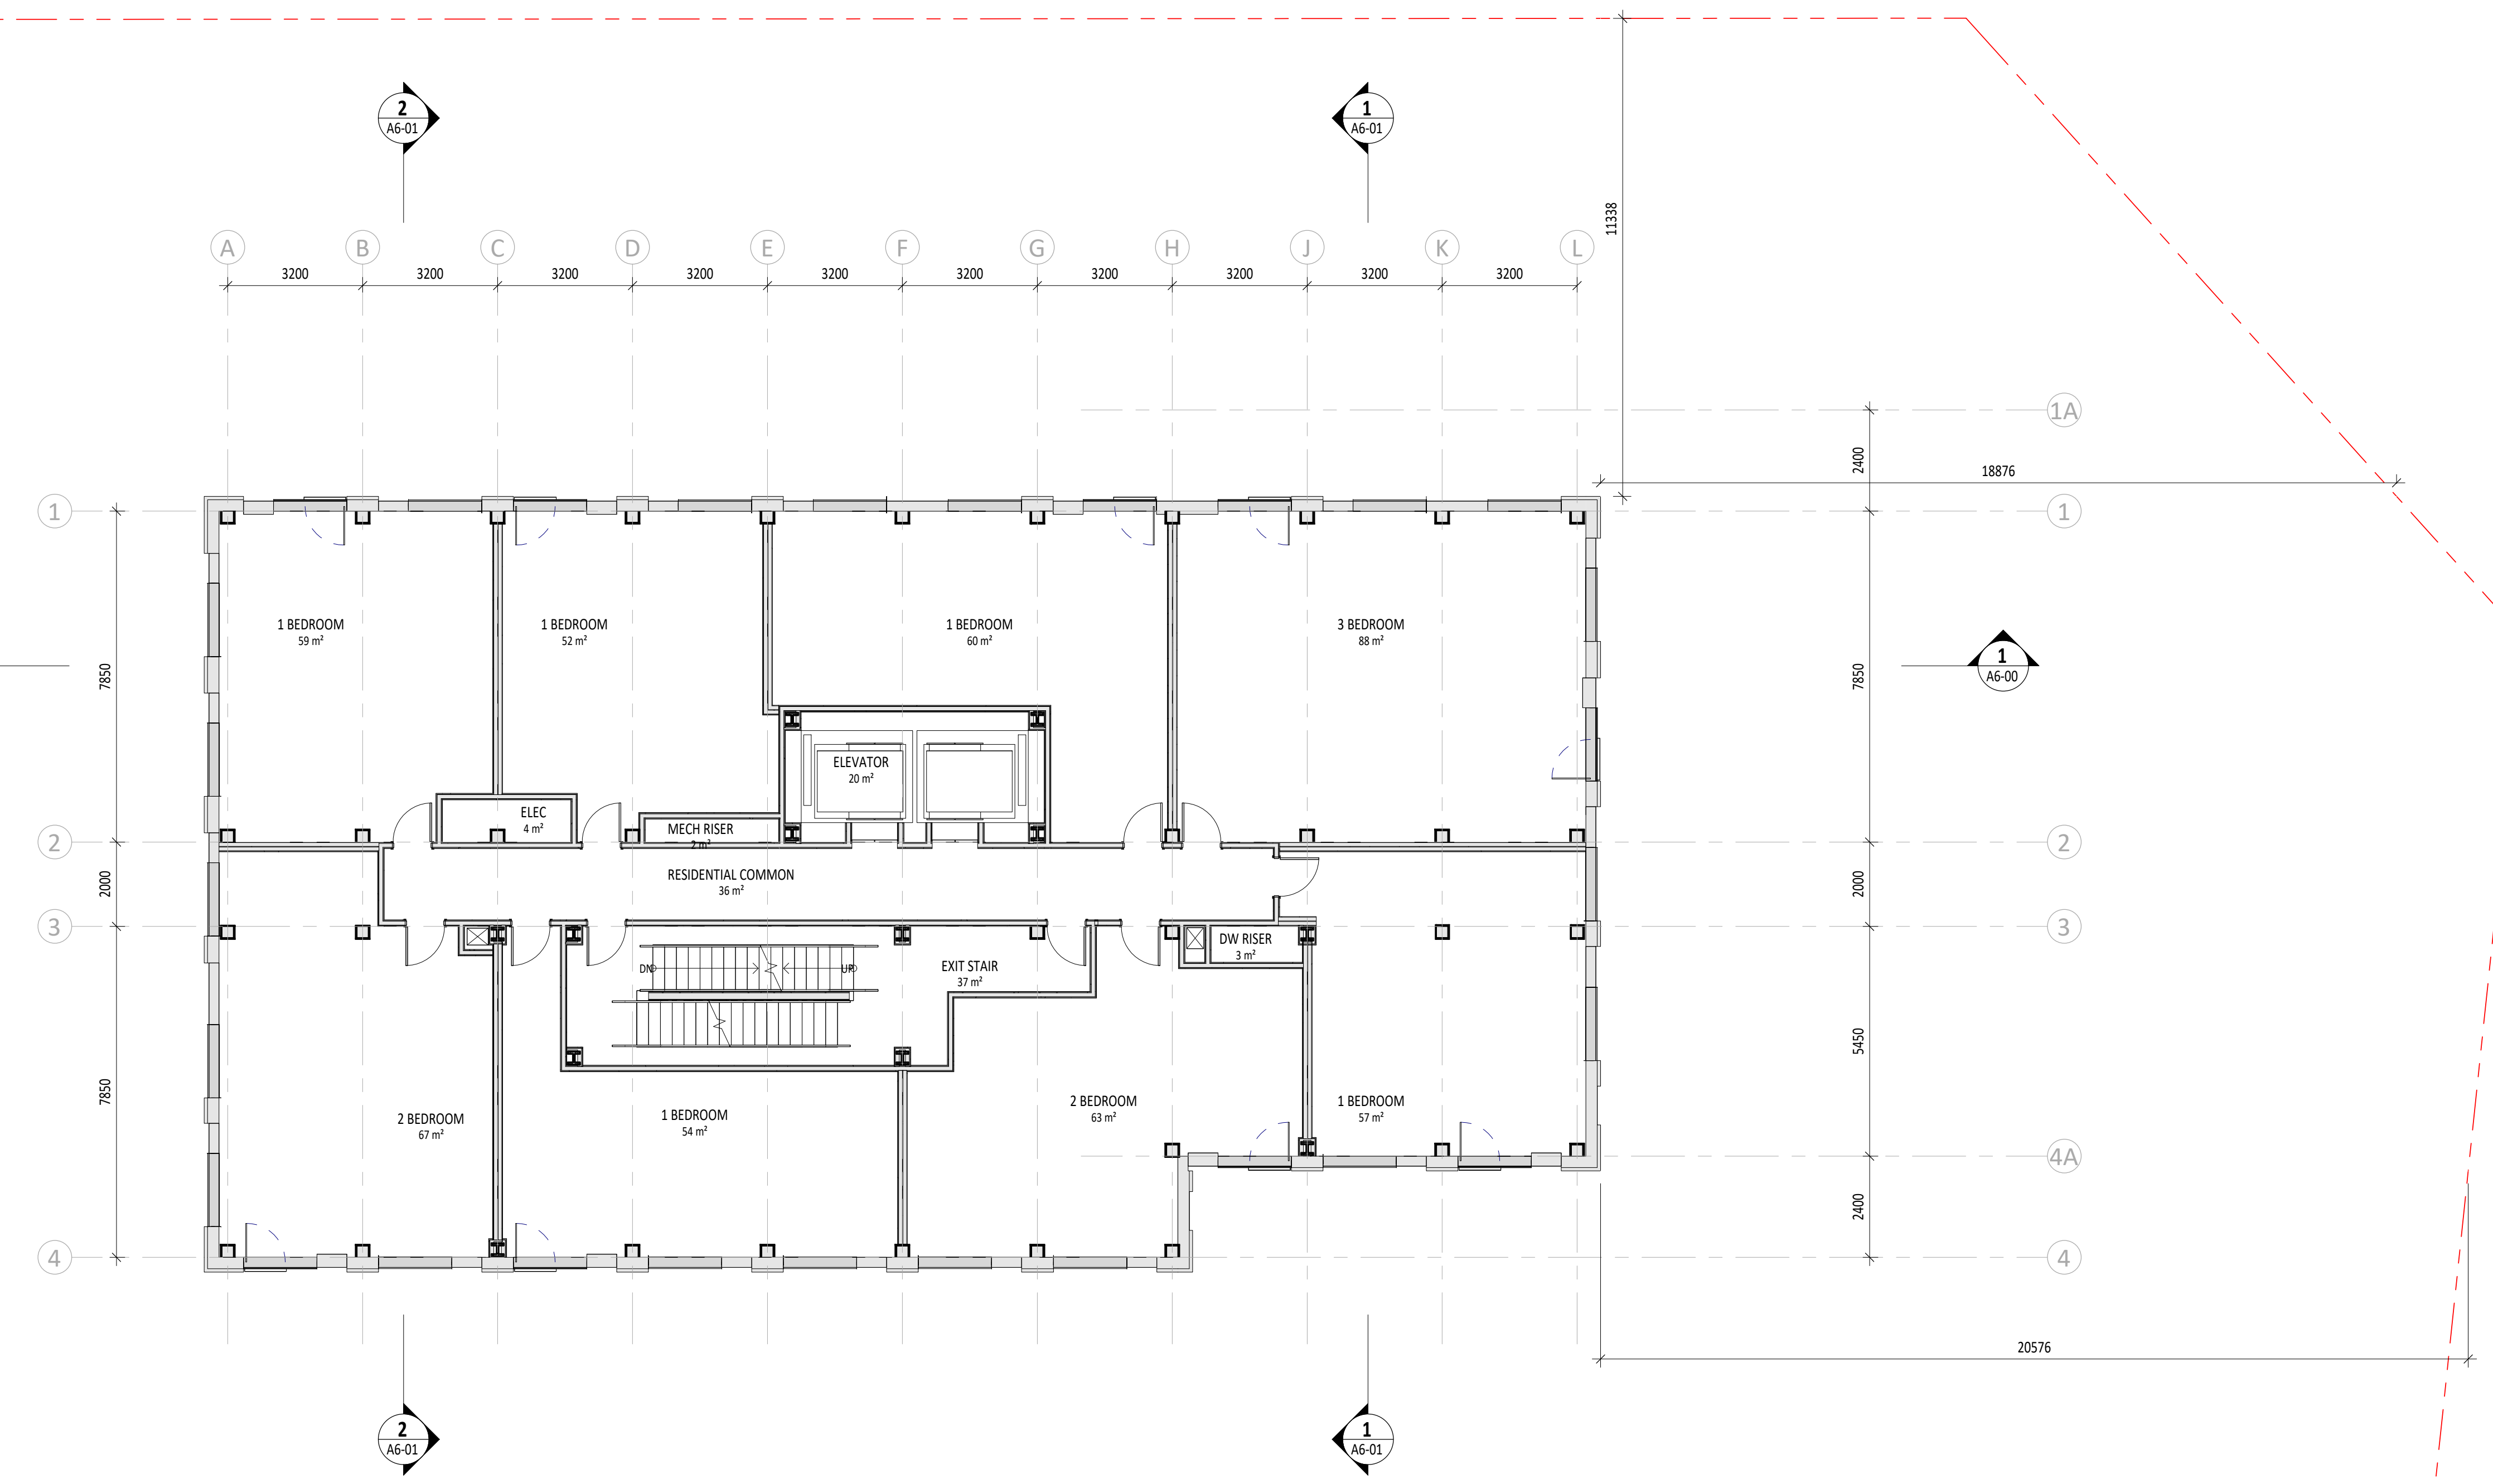 2
A6-01
1
A6-01
11338
A B C D E F G H J K L
3200 3200 3200 3200 3200 3200 3200 3200 3200 3200
1A
2400
18876
1
1
1 BEDROOM
59 m²
1 BEDROOM
52 m²
1 BEDROOM
60 m²
3 BEDROOM
88 m²
7850
7850
1
A6-00
ELEVATOR
20 m²
ELEC
4 m²
MECH RISER
2 m²
2
2
RESIDENTIAL COMMON
36 m²
2000
2000
3
3
DW RISER
3 m²
DN
UP
EXIT STAIR
37 m²
5450
7850
2 BEDROOM
67 m²
1 BEDROOM
54 m²
2 BEDROOM
63 m²
1 BEDROOM
57 m²
4A
2400
4
4
20576
2
A6-01
1
A6-01